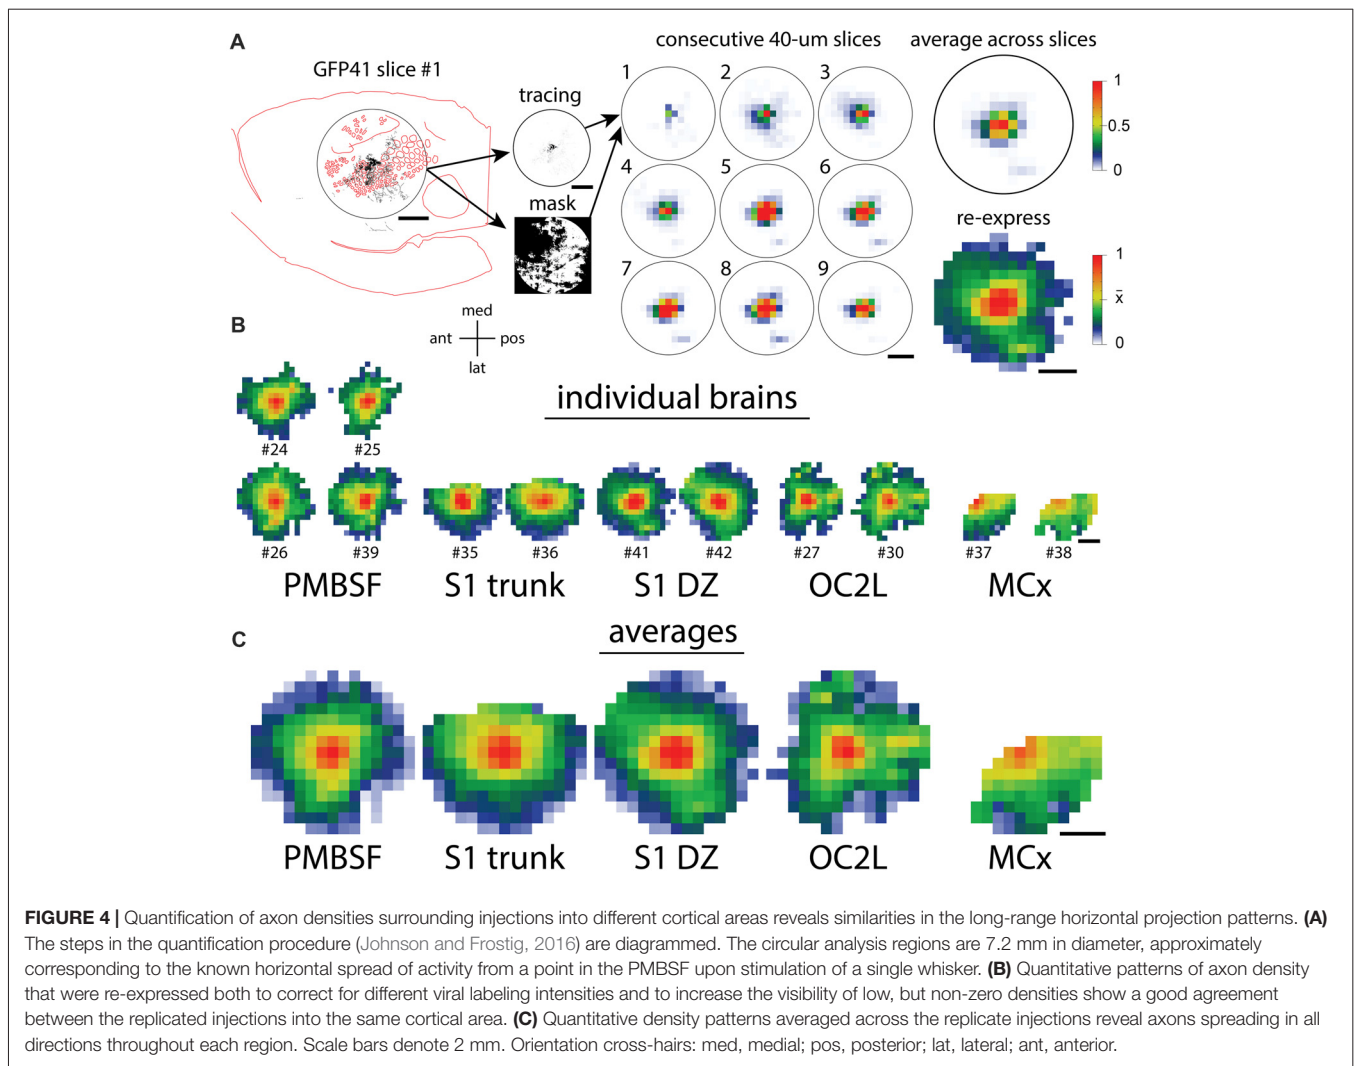 A
GFP41 slice #1
tracing
mask
consecutive 40-um slices
average across slices
1
2
3
4
5
6
7
8
9
1
0.5
0
re-express
1
x̄
0
med
ant
pos
lat
B
individual brains
#24
#25
#26
#39
#35
#36
#41
#42
#27
#30
#37
#38
PMBSF
S1 trunk
S1 DZ
OC2L
MCx
C
averages
PMBSF
S1 trunk
S1 DZ
OC2L
MCx
FIGURE 4 | Quantification of axon densities surrounding injections into different cortical areas reveals similarities in the long-range horizontal projection patterns. (A)
The steps in the quantification procedure (Johnson and Frostig, 2016) are diagrammed. The circular analysis regions are 7.2 mm in diameter, approximately
corresponding to the known horizontal spread of activity from a point in the PMBSF upon stimulation of a single whisker. (B) Quantitative patterns of axon density
that were re-expressed both to correct for different viral labeling intensities and to increase the visibility of low, but non-zero densities show a good agreement
between the replicated injections into the same cortical area. (C) Quantitative density patterns averaged across the replicate injections reveal axons spreading in all
directions throughout each region. Scale bars denote 2 mm. Orientation cross-hairs: med, medial; pos, posterior; lat, lateral; ant, anterior.